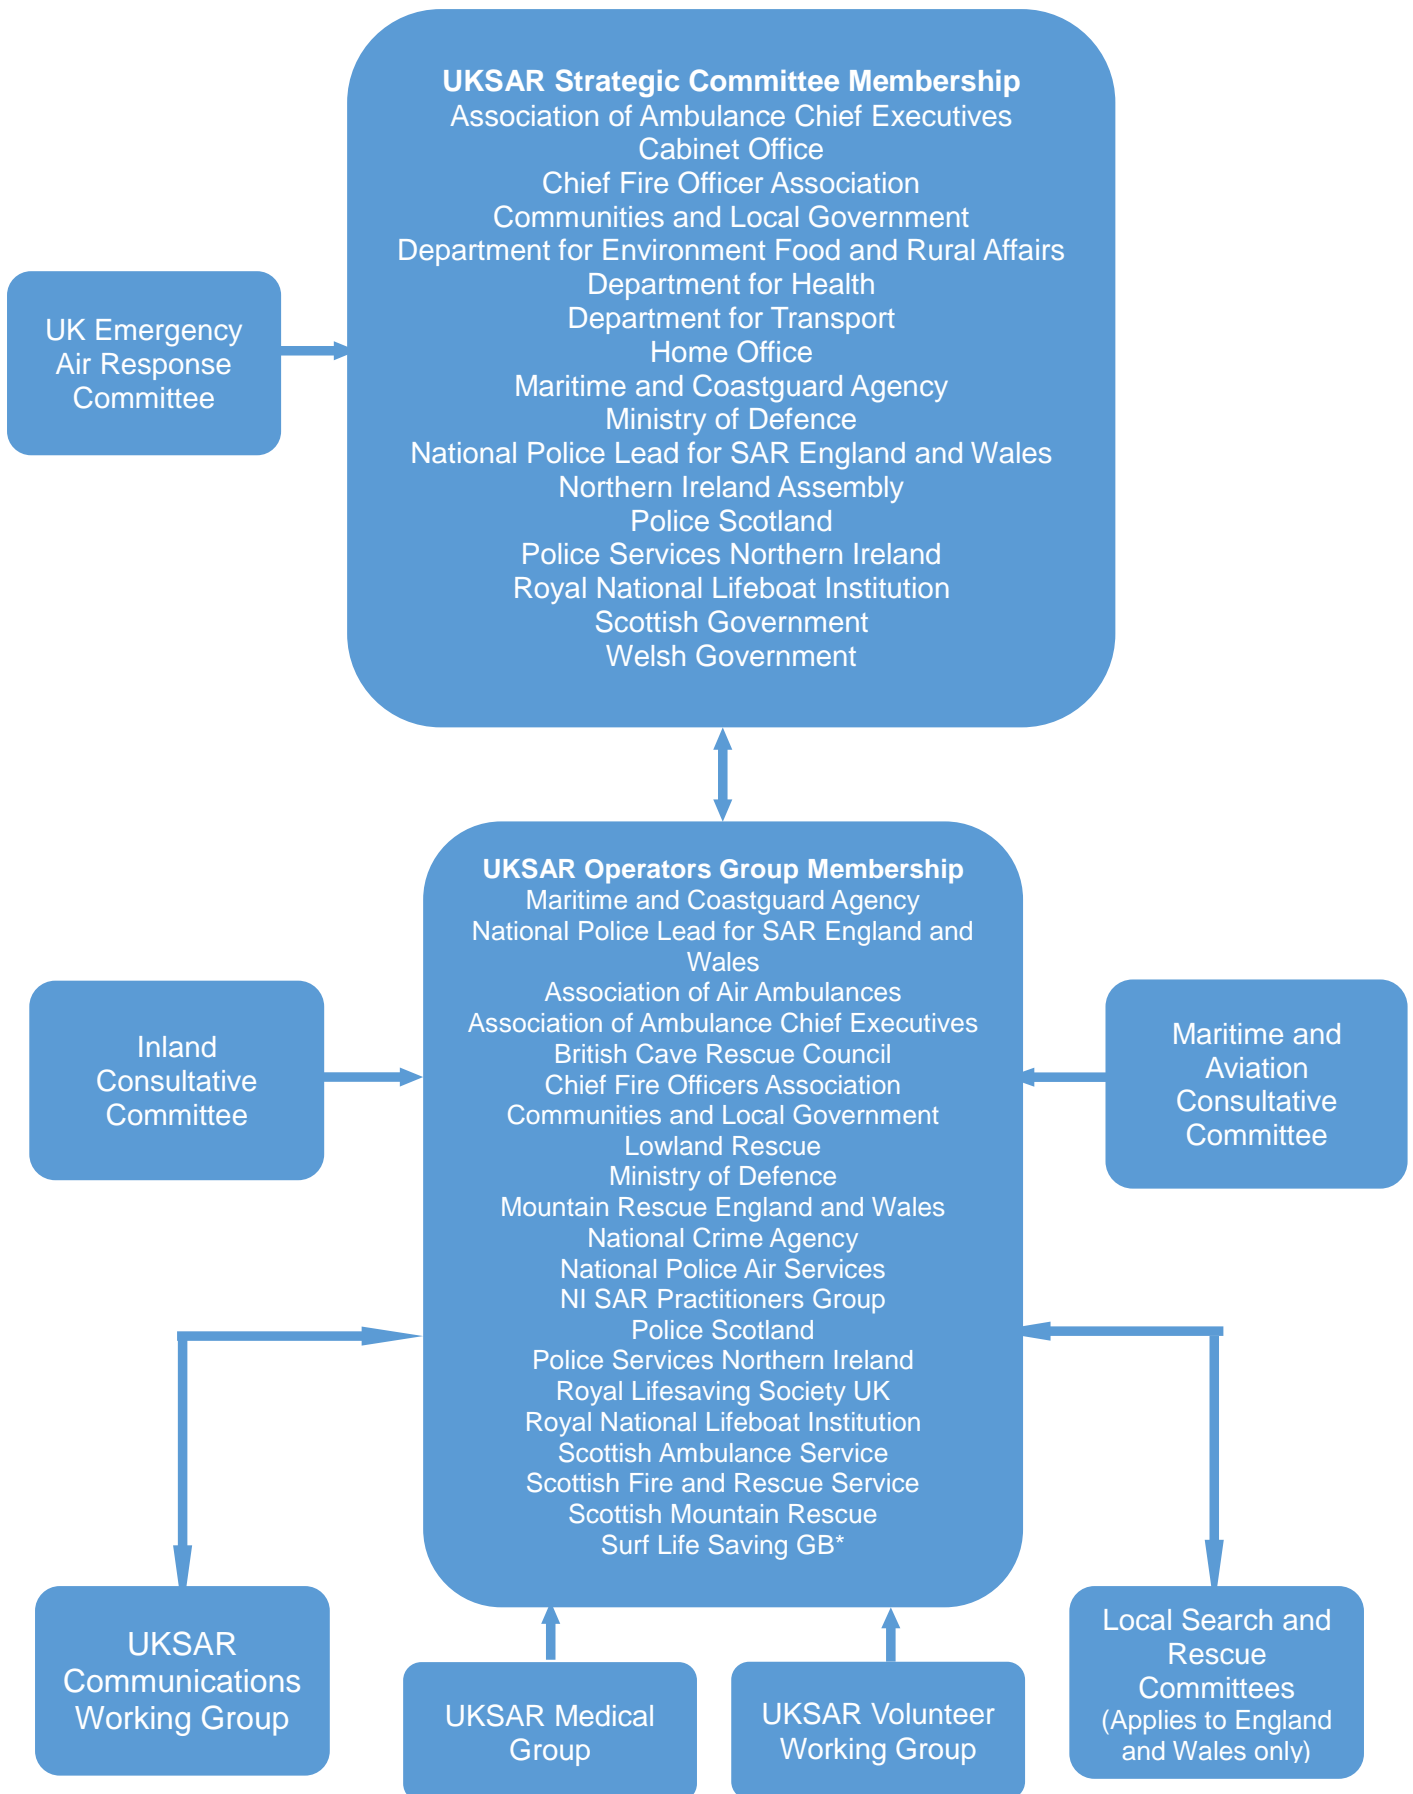 UKSAR Strategic Committee Membership
Association of Ambulance Chief Executives
Cabinet Office
Chief Fire Officer Association
Communities and Local Government
Department for Environment Food and Rural Affairs
Department for Health
Department for Transport
Home Office
Maritime and Coastguard Agency
Ministry of Defence
National Police Lead for SAR England and Wales
Northern Ireland Assembly
Police Scotland
Police Services Northern Ireland
Royal National Lifeboat Institution
Scottish Government
Welsh Government
UK Emergency
Air Response
Committee
UKSAR Operators Group Membership
Maritime and Coastguard Agency
National Police Lead for SAR England and
Wales
Association of Air Ambulances
Association of Ambulance Chief Executives
British Cave Rescue Council
Chief Fire Officers Association
Communities and Local Government
Lowland Rescue
Ministry of Defence
Mountain Rescue England and Wales
National Crime Agency
National Police Air Services
NI SAR Practitioners Group
Police Scotland
Police Services Northern Ireland
Royal Lifesaving Society UK
Royal National Lifeboat Institution
Scottish Ambulance Service
Scottish Fire and Rescue Service
Scottish Mountain Rescue
Surf Life Saving GB*
Inland
Consultative
Committee
Maritime and
Aviation
Consultative
Committee
UKSAR
Communications
Working Group
UKSAR Medical
Group
UKSAR Volunteer
Working Group
Local Search and
Rescue
Committees
(Applies to England
and Wales only)